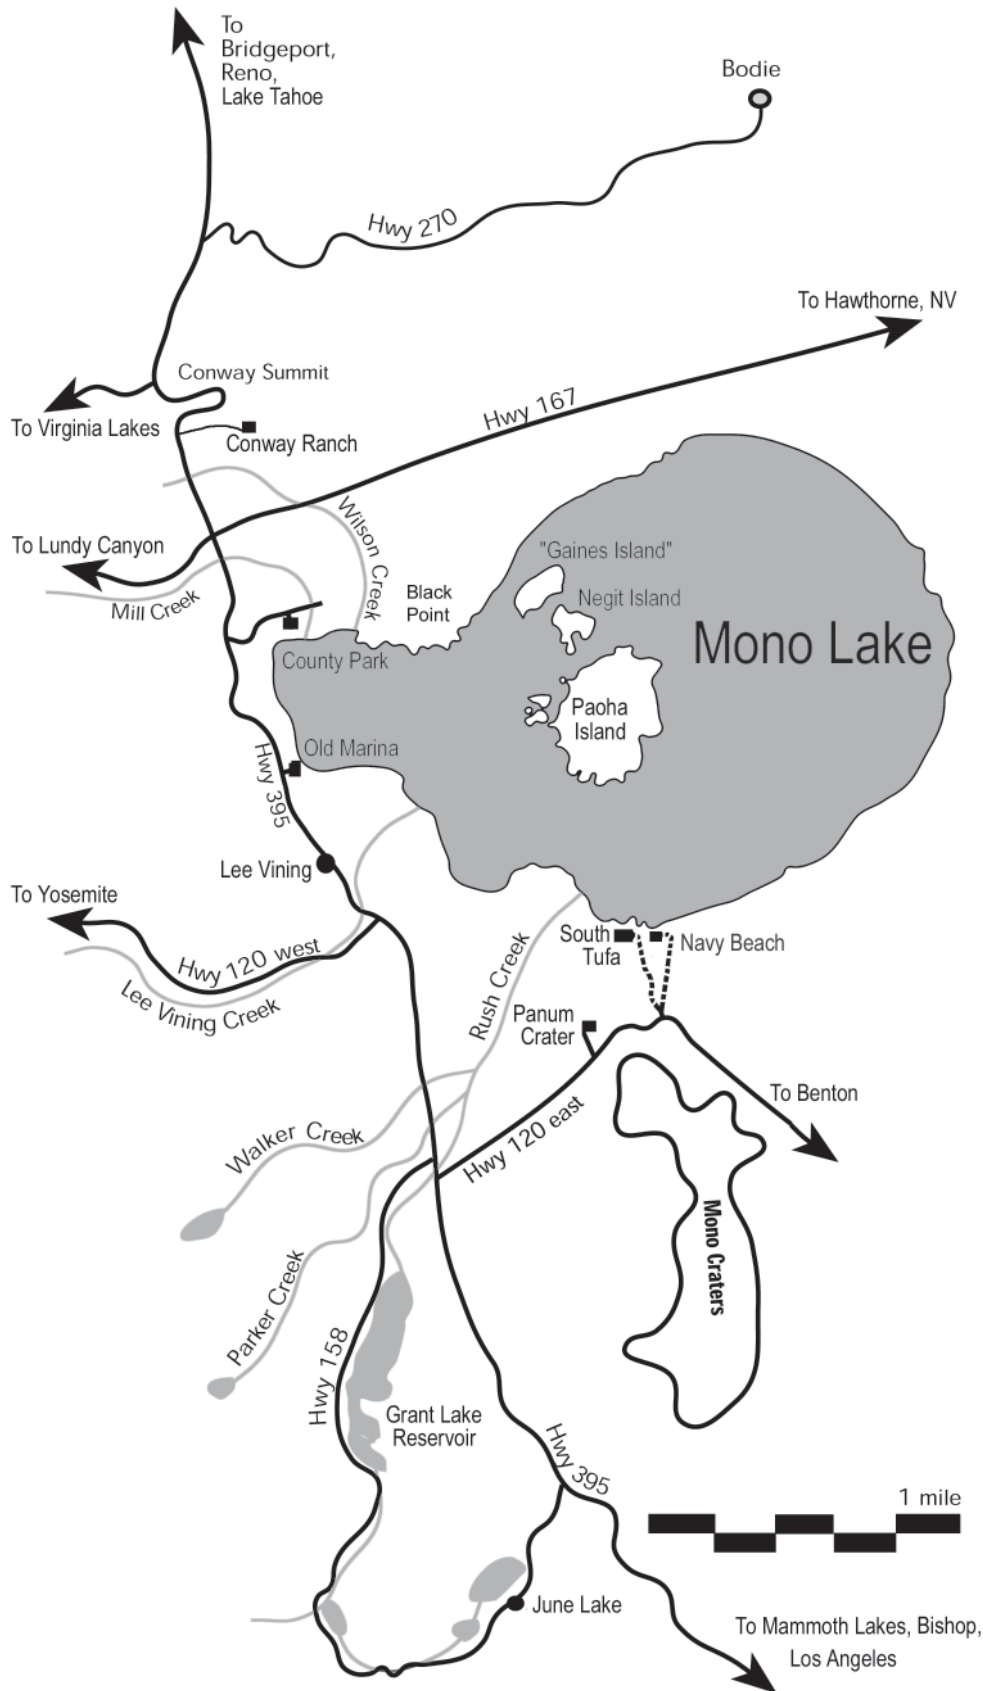 To
Bridgeport,
Reno,
Lake Tahoe
Bodie
Hwy 270
To Hawthorne, NV
Conway Summit
To Virginia Lakes
Conway Ranch
Hwy 167
To Lundy Canyon
Wilson Creek
Mill Creek
Black
Point
"Gaines Island"
Negit Island
Mono Lake
County Park
Paoha
Island
Old Marina
Hwy 395
Lee Vining
To Yosemite
Hwy 120 west
Lee Vining Creek
South
Tufa
Navy Beach
Rush Creek
Panum
Crater
To Benton
Hwy 120 east
Walker Creek
Mono Craters
Parker Creek
Hwy 158
Grant Lake
Reservoir
Hwy 395
1 mile
June Lake
To Mammoth Lakes, Bishop,
Los Angeles